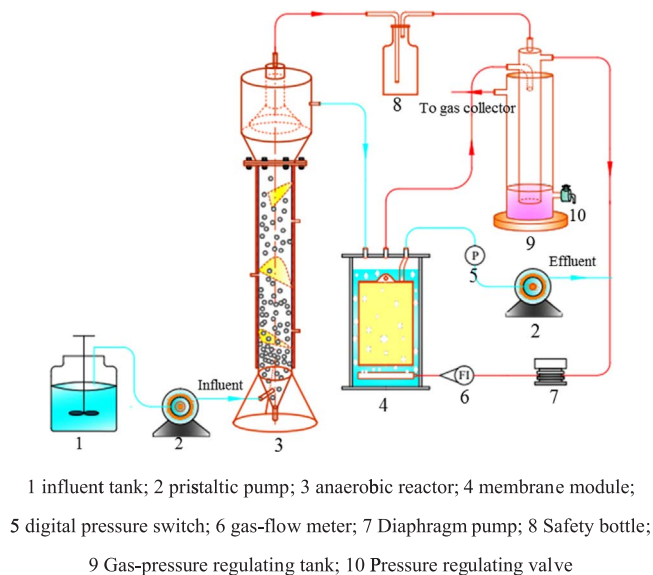 8
To gas collector
10
9
P
5
Effluent
2
Influent
FI
1
2
3
4
6
7
1 influent tank; 2 pristaltic pump; 3 anaerobic reactor; 4 membrane module;
5 digital pressure switch; 6 gas-flow meter; 7 Diaphragm pump; 8 Safety bottle;
9 Gas-pressure regulating tank; 10 Pressure regulating valve